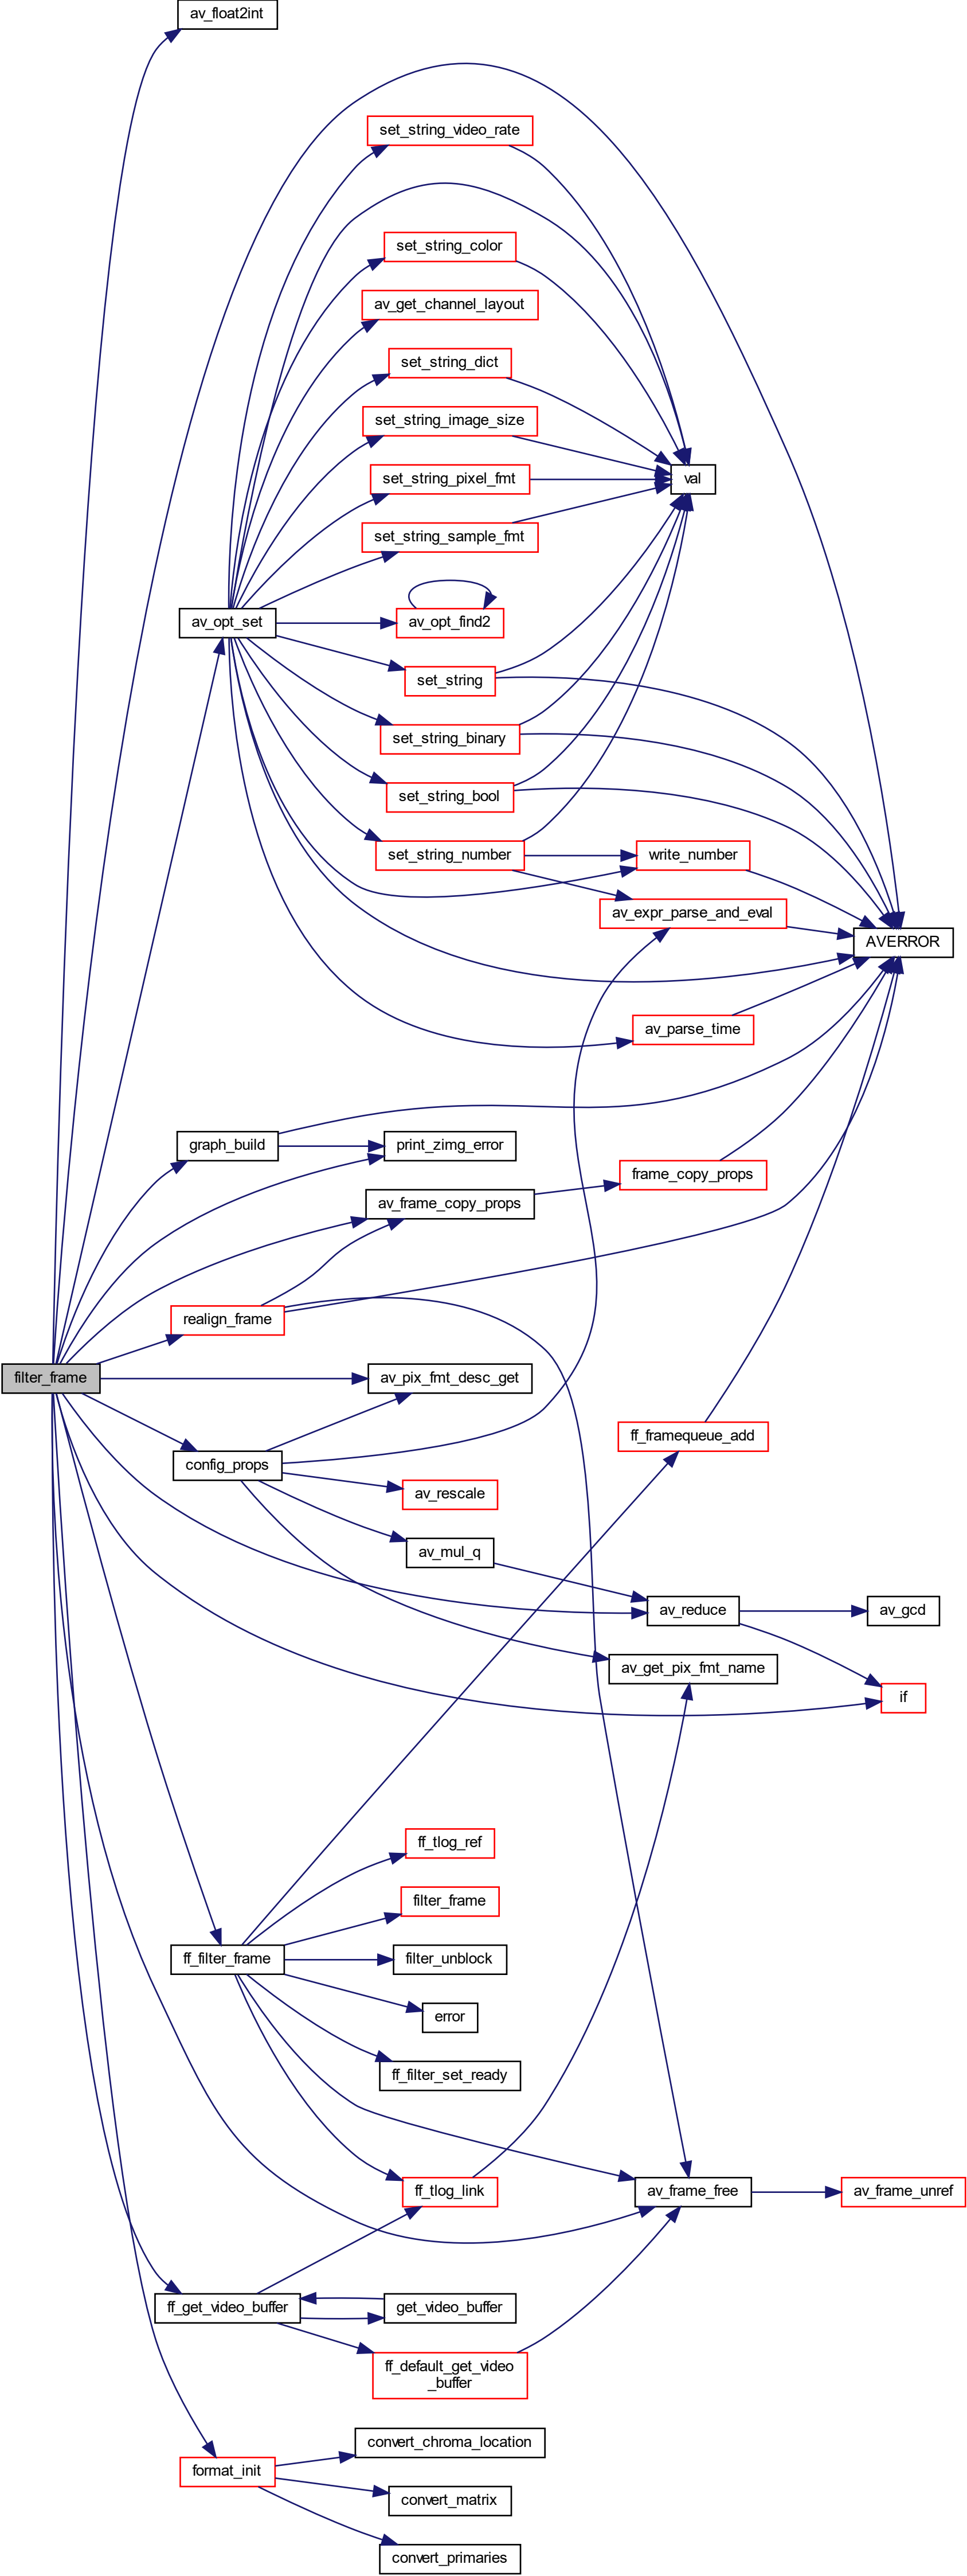 av_float2int
set_string_video_rate
set_string_color
av_get_channel_layout
set_string_dict
set_string_image_size
set_string_pixel_fmt
val
set_string_sample_fmt
av_opt_set
av_opt_find2
set_string
set_string_binary
set_string_bool
set_string_number
write_number
av_expr_parse_and_eval
AVERROR
av_parse_time
graph_build
print_zimg_error
frame_copy_props
av_frame_copy_props
realign_frame
filter_frame
av_pix_fmt_desc_get
ff_framequeue_add
config_props
av_rescale
av_mul_q
av_reduce
av_gcd
av_get_pix_fmt_name
if
ff_tlog_ref
filter_frame
ff_filter_frame
filter_unblock
error
ff_filter_set_ready
ff_tlog_link
av_frame_free
av_frame_unref
ff_get_video_buffer
get_video_buffer
ff_default_get_video
_buffer
convert_chroma_location
format_init
convert_matrix
convert_primaries